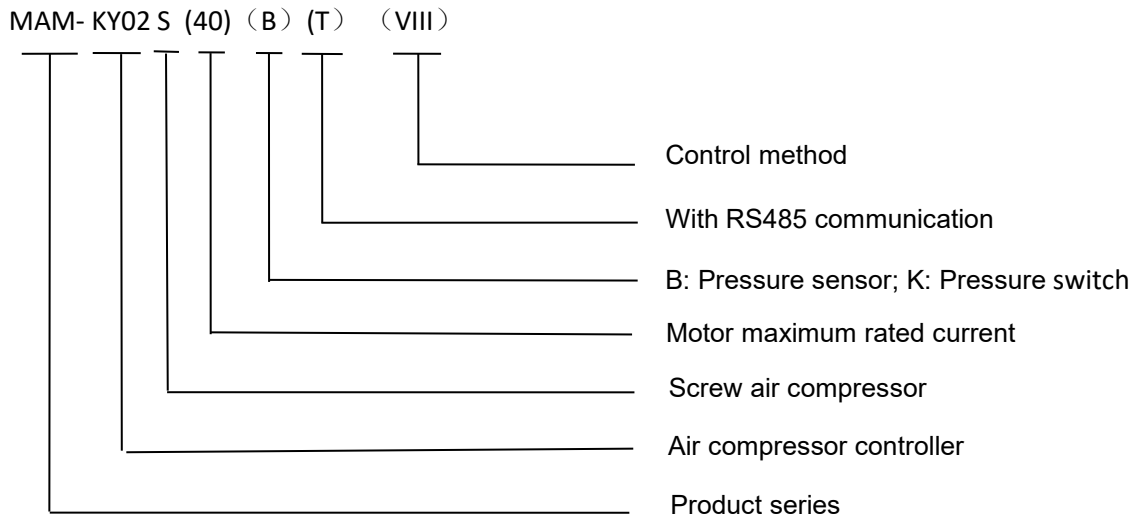 MAM- KY02 S (40)（B）(T)　（VIII）
Control method
With RS485 communication
B: Pressure sensor; K: Pressure switch
Motor maximum rated current
Screw air compressor
Air compressor controller
Product series